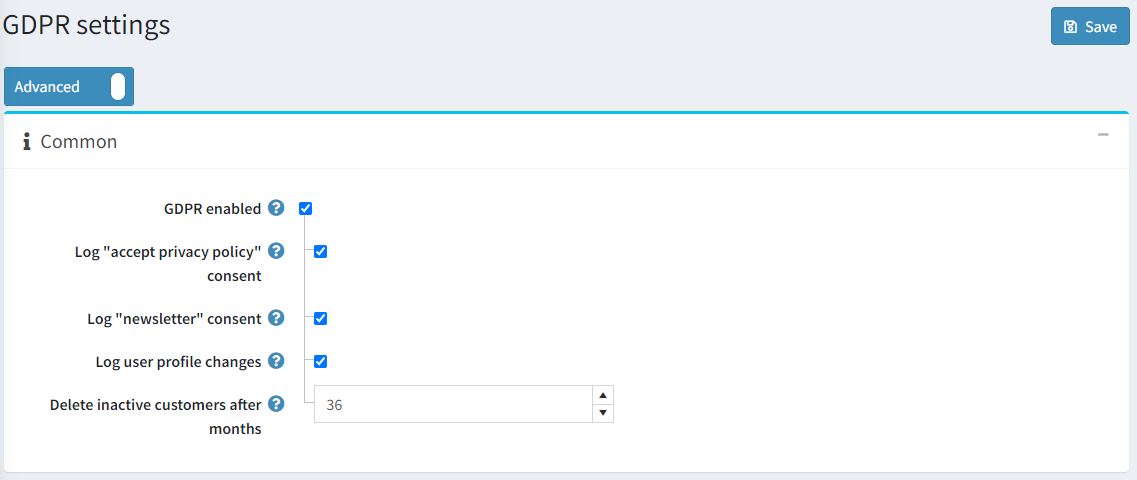 GDPR settings
Save
Advanced
Common
GDPR enabled
Log "accept privacy policy"
consent
Log "newsletter" consent
Log user profile changes
Delete inactive customers after
months
36